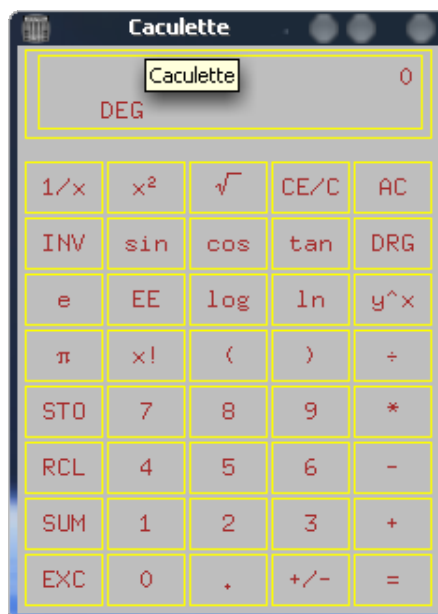 Caculette
Caculette
0
DEG
1/x x² √ CE/C AC
INV sin cos tan DRG
e EE log ln y^x
π x! ( ) ÷
STO 7 8 9 *
RCL 4 5 6 -
SUM 1 2 3 +
EXC 0 . +/- =